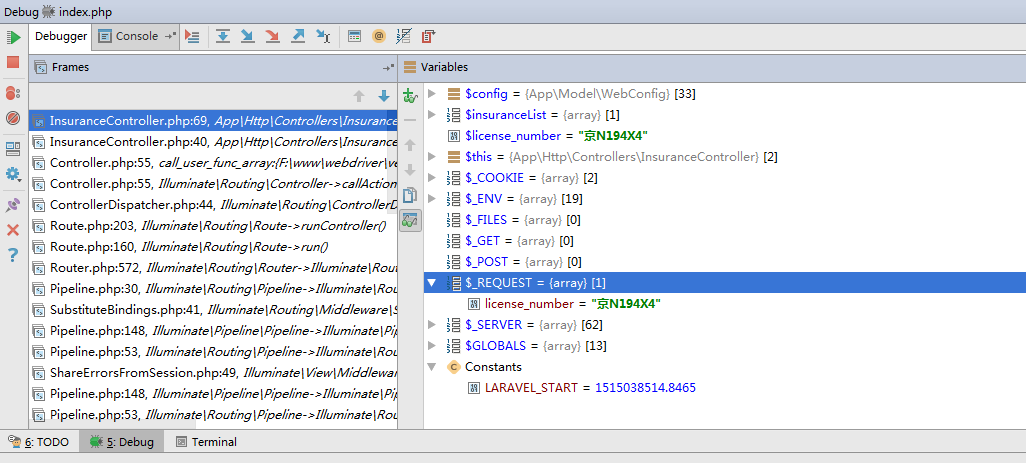 Debug index.php
Debugger Console
Frames
InsuranceController.php:69, App\Http\Controllers\Insurance
InsuranceController.php:40, App\Http\Controllers\Insurance
Controller.php:55, call_user_func_array:{F:\www\webdriver\ve
Controller.php:55, Illuminate\Routing\Controller->callAction
ControllerDispatcher.php:44, Illuminate\Routing\ControllerD
Route.php:203, Illuminate\Routing\Route->runController()
Route.php:160, Illuminate\Routing\Route->run()
Router.php:572, Illuminate\Routing\Router->Illuminate\Rou
Pipeline.php:30, Illuminate\Routing\Pipeline->Illuminate\Ro
SubstituteBindings.php:41, Illuminate\Routing\Middleware\S
Pipeline.php:148, Illuminate\Pipeline\Pipeline->Illuminate\Pi
Pipeline.php:53, Illuminate\Routing\Pipeline->Illuminate\Ro
ShareErrorsFromSession.php:49, Illuminate\View\Middlewar
Pipeline.php:148, Illuminate\Pipeline\Pipeline->Illuminate\Pi
Pipeline.php:53, Illuminate\Routing\Pipeline->Illuminate\Ro
Variables
$config = {App\Model\WebConfig} [33]
$insuranceList = {array} [1]
$license_number = "京N194X4"
$this = {App\Http\Controllers\InsuranceController} [2]
$_COOKIE = {array} [2]
$_ENV = {array} [19]
$_FILES = {array} [0]
$_GET = {array} [0]
$_POST = {array} [0]
$_REQUEST = {array} [1]
license_number = "京N194X4"
$_SERVER = {array} [62]
$GLOBALS = {array} [13]
Constants
LARAVEL_START = 1515038514.8465
6: TODO 5: Debug Terminal